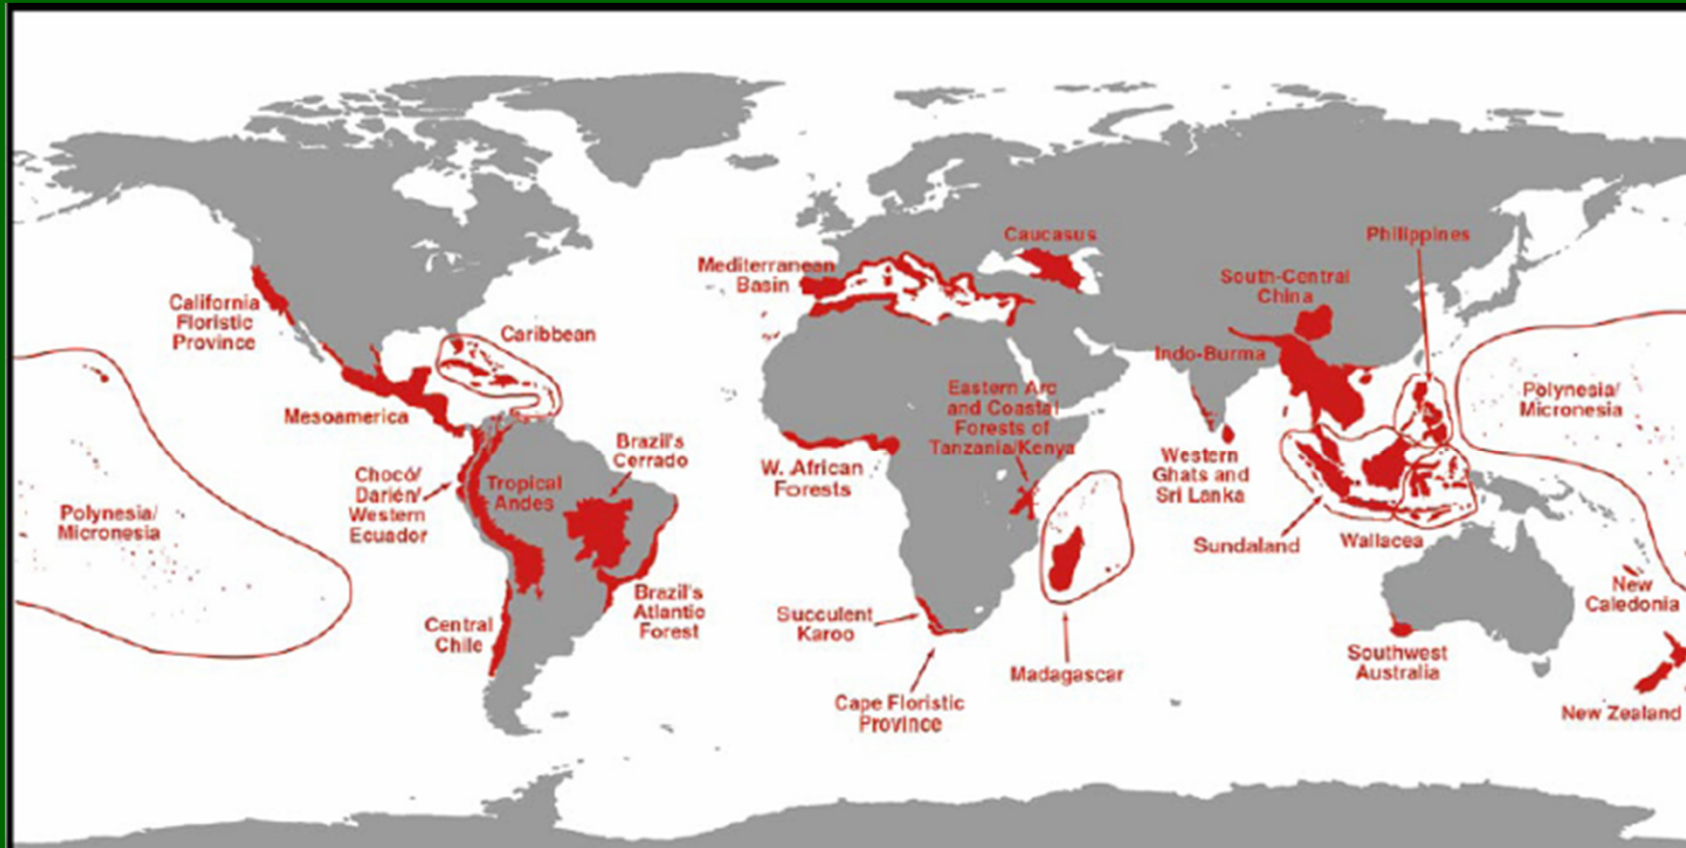 Caucasus
Philippines
Mediterranean
Basin
South-Central
China
California
Floristic
Province
Caribbean
Indo-Burma
Eastern Arc
and Coastal
Forests of
Tanzania/Kenya
Polynesia/
Micronesia
Mesoamerica
Brazil's
Cerrado
W. African
Forests
Western
Ghats and
Sri Lanka
Chocó/
Darién/
Western
Ecuador
Tropical
Andes
Polynesia/
Micronesia
Sundaland
Wallacea
New
Caledonia
Brazil's
Atlantic
Forest
Central
Chile
Succulent
Karoo
Madagascar
Southwest
Australia
Cape Floristic
Province
New Zealand